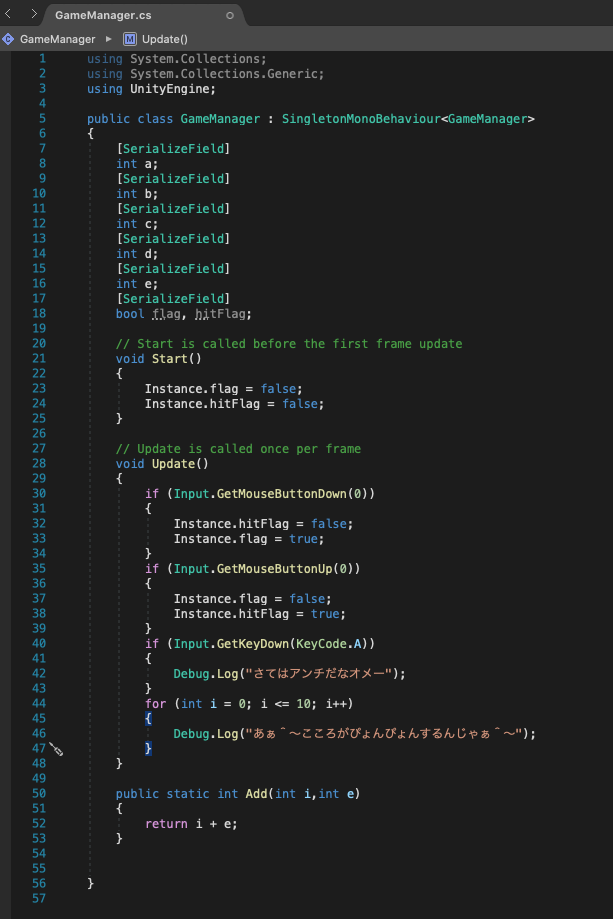 GameManager.cs
GameManager ▶ M Update()
1 using System.Collections;
2 using System.Collections.Generic;
3 using UnityEngine;
4
5 public class GameManager : SingletonMonoBehaviour<GameManager>
6 {
7 [SerializeField]
8 int a;
9 [SerializeField]
10 int b;
11 [SerializeField]
12 int c;
13 [SerializeField]
14 int d;
15 [SerializeField]
16 int e;
17 [SerializeField]
18 bool flag, hitFlag;
19
20 // Start is called before the first frame update
21 void Start()
22 {
23 Instance.flag = false;
24 Instance.hitFlag = false;
25 }
26
27 // Update is called once per frame
28 void Update()
29 {
30 if (Input.GetMouseButtonDown(0))
31 {
32 Instance.hitFlag = false;
33 Instance.flag = true;
34 }
35 if (Input.GetMouseButtonUp(0))
36 {
37 Instance.flag = false;
38 Instance.hitFlag = true;
39 }
40 if (Input.GetKeyDown(KeyCode.A))
41 {
42 Debug.Log("さてはアンチだなオメー");
43 }
44 for (int i = 0; i <= 10; i++)
45 {
46 Debug.Log("あぁ＾～こころがぴょんぴょんするんじゃぁ＾～");
47 }
48 }
49
50 public static int Add(int i,int e)
51 {
52 return i + e;
53 }
54
55
56 }
57